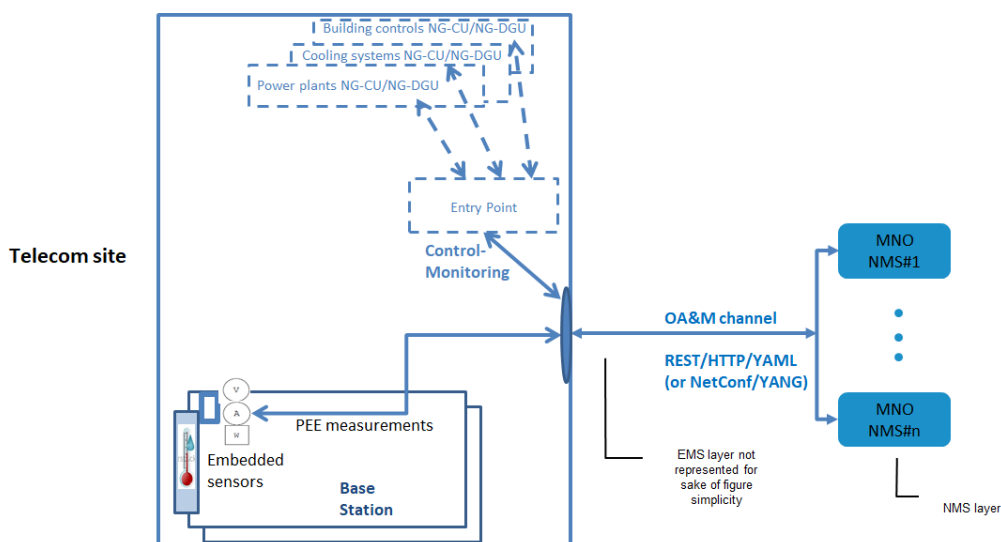 Building controls NG-CU/NG-DGU
Cooling systems NG-CU/NG-DGU
Power plants NG-CU/NG-DGU
Entry Point
Telecom site
Control-
Monitoring
MNO
NMS#1
OA&M channel
REST/HTTP/YAML
(or NetConf/YANG)
MNO
NMS#n
V
A
W
PEE measurements
Embedded
sensors
Base
Station
EMS layer not
represented for
sake of figure
simplicity
NMS layer